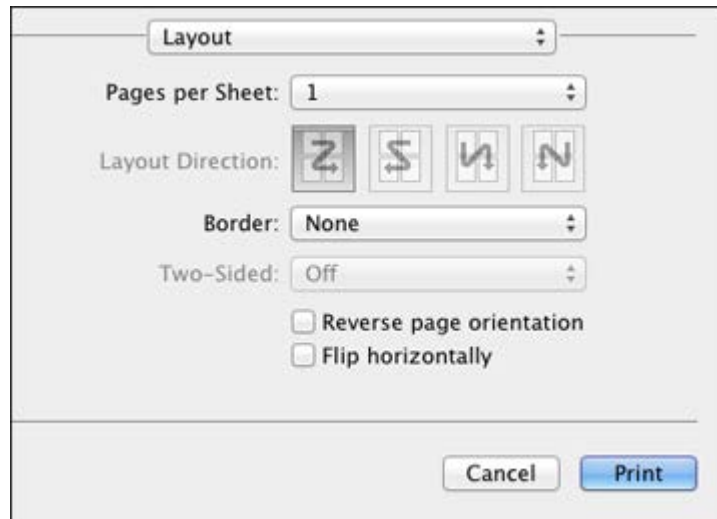 Layout
Pages per Sheet: 1
Layout Direction:
Border: None
Two-Sided: Off
Reverse page orientation
Flip horizontally
Cancel Print